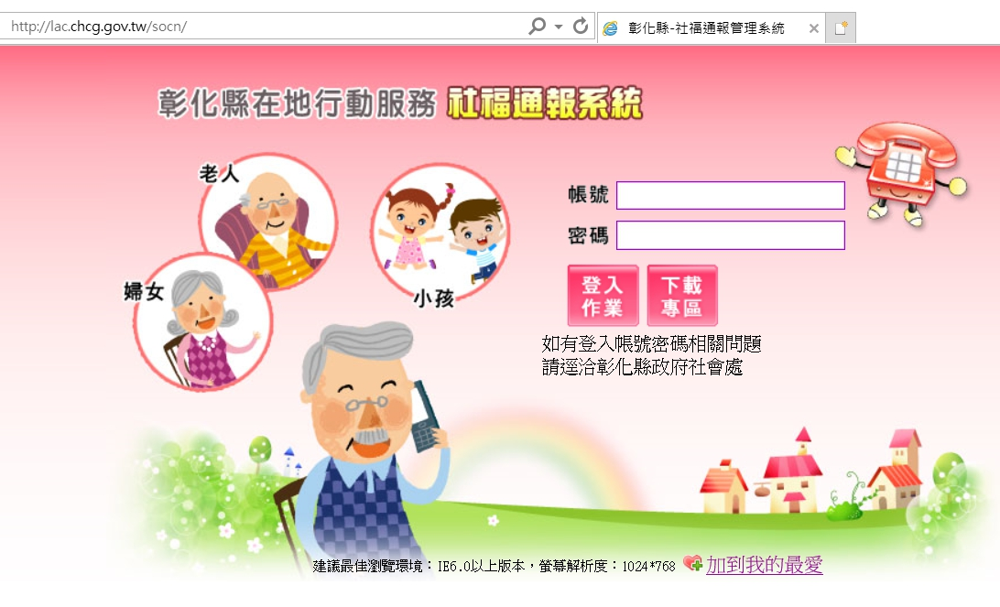 http://lac.chcg.gov.tw/socn/
彰化縣-社福通報管理系統
彰化縣在地行動服務 社福通報系統
老人
婦女
小孩
帳號
密碼
登入作業
下載專區
如有登入帳號密碼相關問題
請逕洽彰化縣政府社會處
建議最佳瀏覽環境：IE6.0以上版本，螢幕解析度：1024*768 加到我的最愛